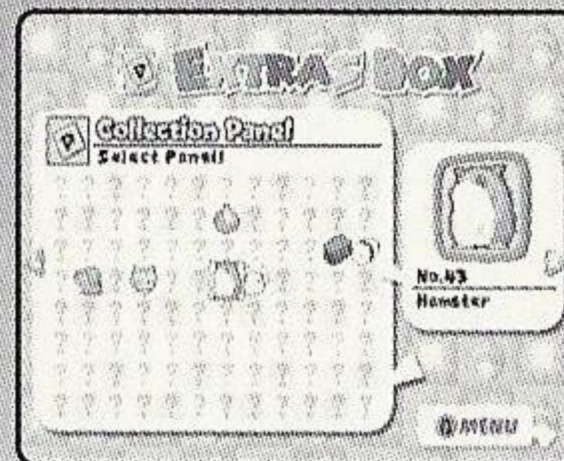 EXTRAS BOX
Collection Panel
Select Panel!
? ? ? ? ? ? ? ? ? ? ? ?
? ? ? ? ? ? ? ? ? ? ?
? ? ? ? ? ? ? ? ? ?
? ? ? ? ? ? ? ?
? ? ? ? ? ? ? ? ? ? ? ?
? ? ? ? ? ? ? ? ? ? ? ?
? ? ? ? ? ? ? ? ? ? ? ?
? ? ? ? ? ? ? ? ? ? ? ?
No.43
Hamster
MENU